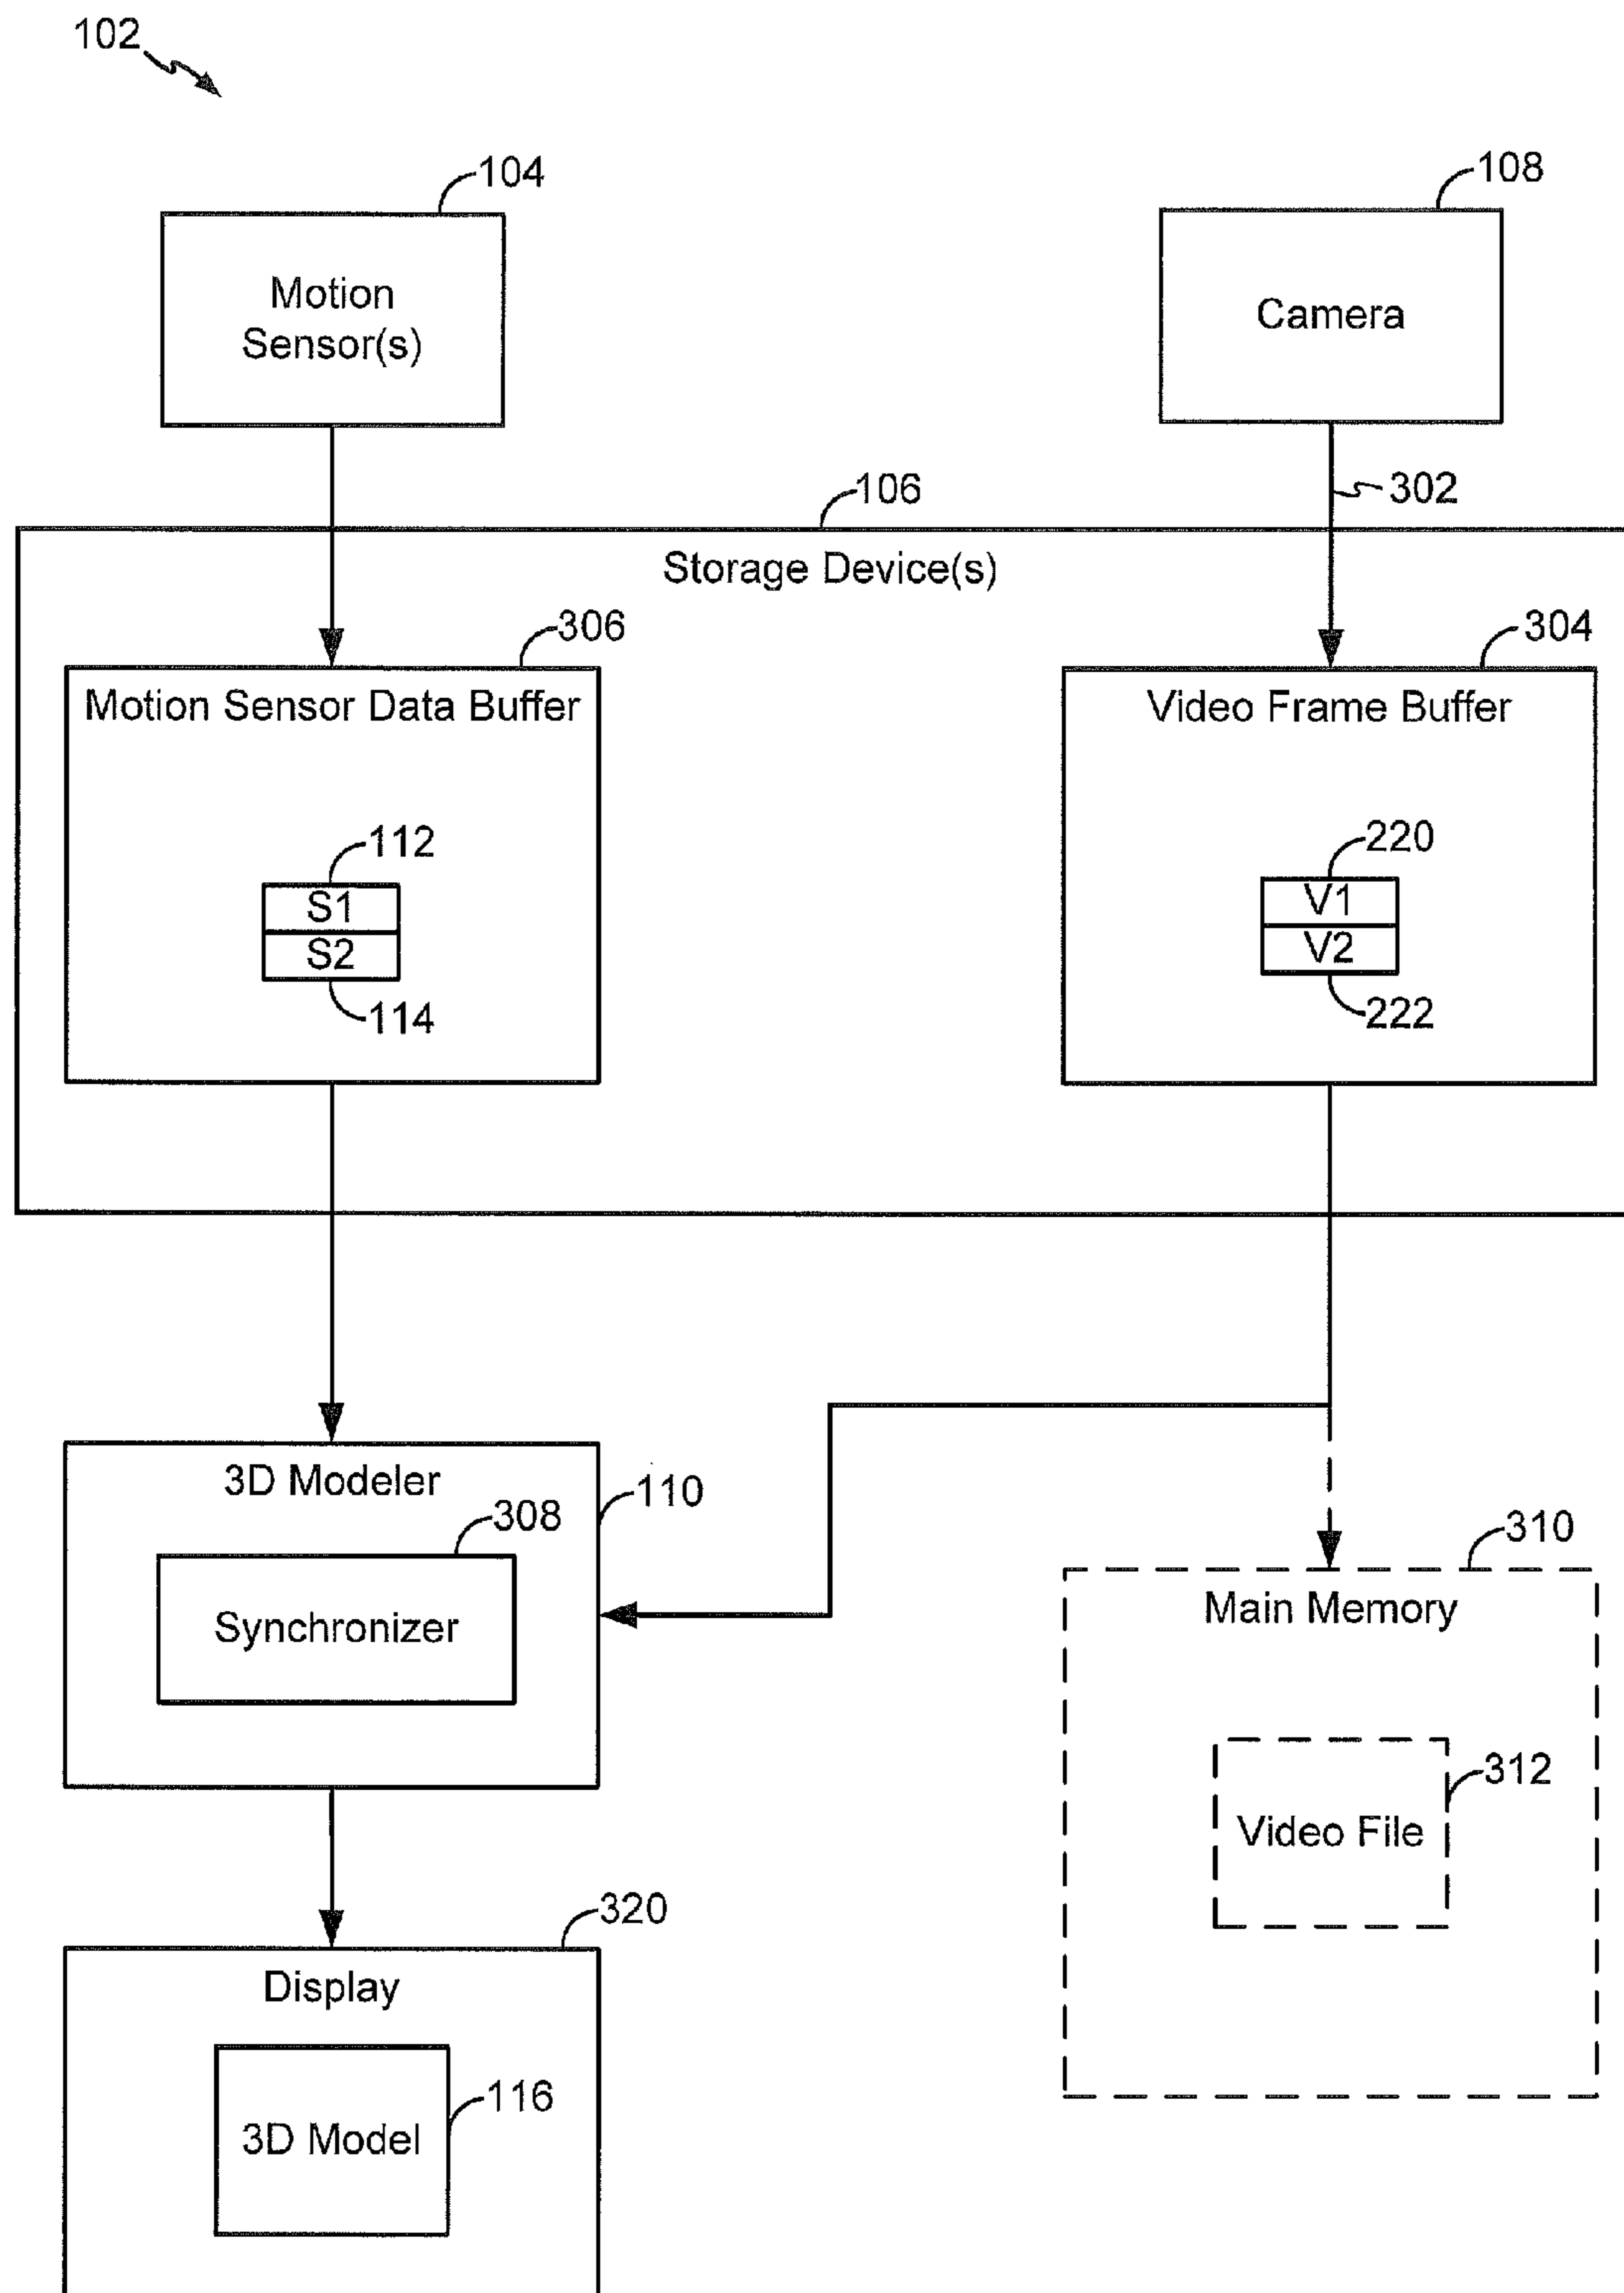 102
104
108
Motion
Sensor(s)
Camera
106
302
Storage Device(s)
306
304
Motion Sensor Data Buffer
Video Frame Buffer
112
220
S1
V1
S2
V2
114
222
3D Modeler
110
308
310
Synchronizer
Main Memory
312
Video File
320
Display
116
3D Model